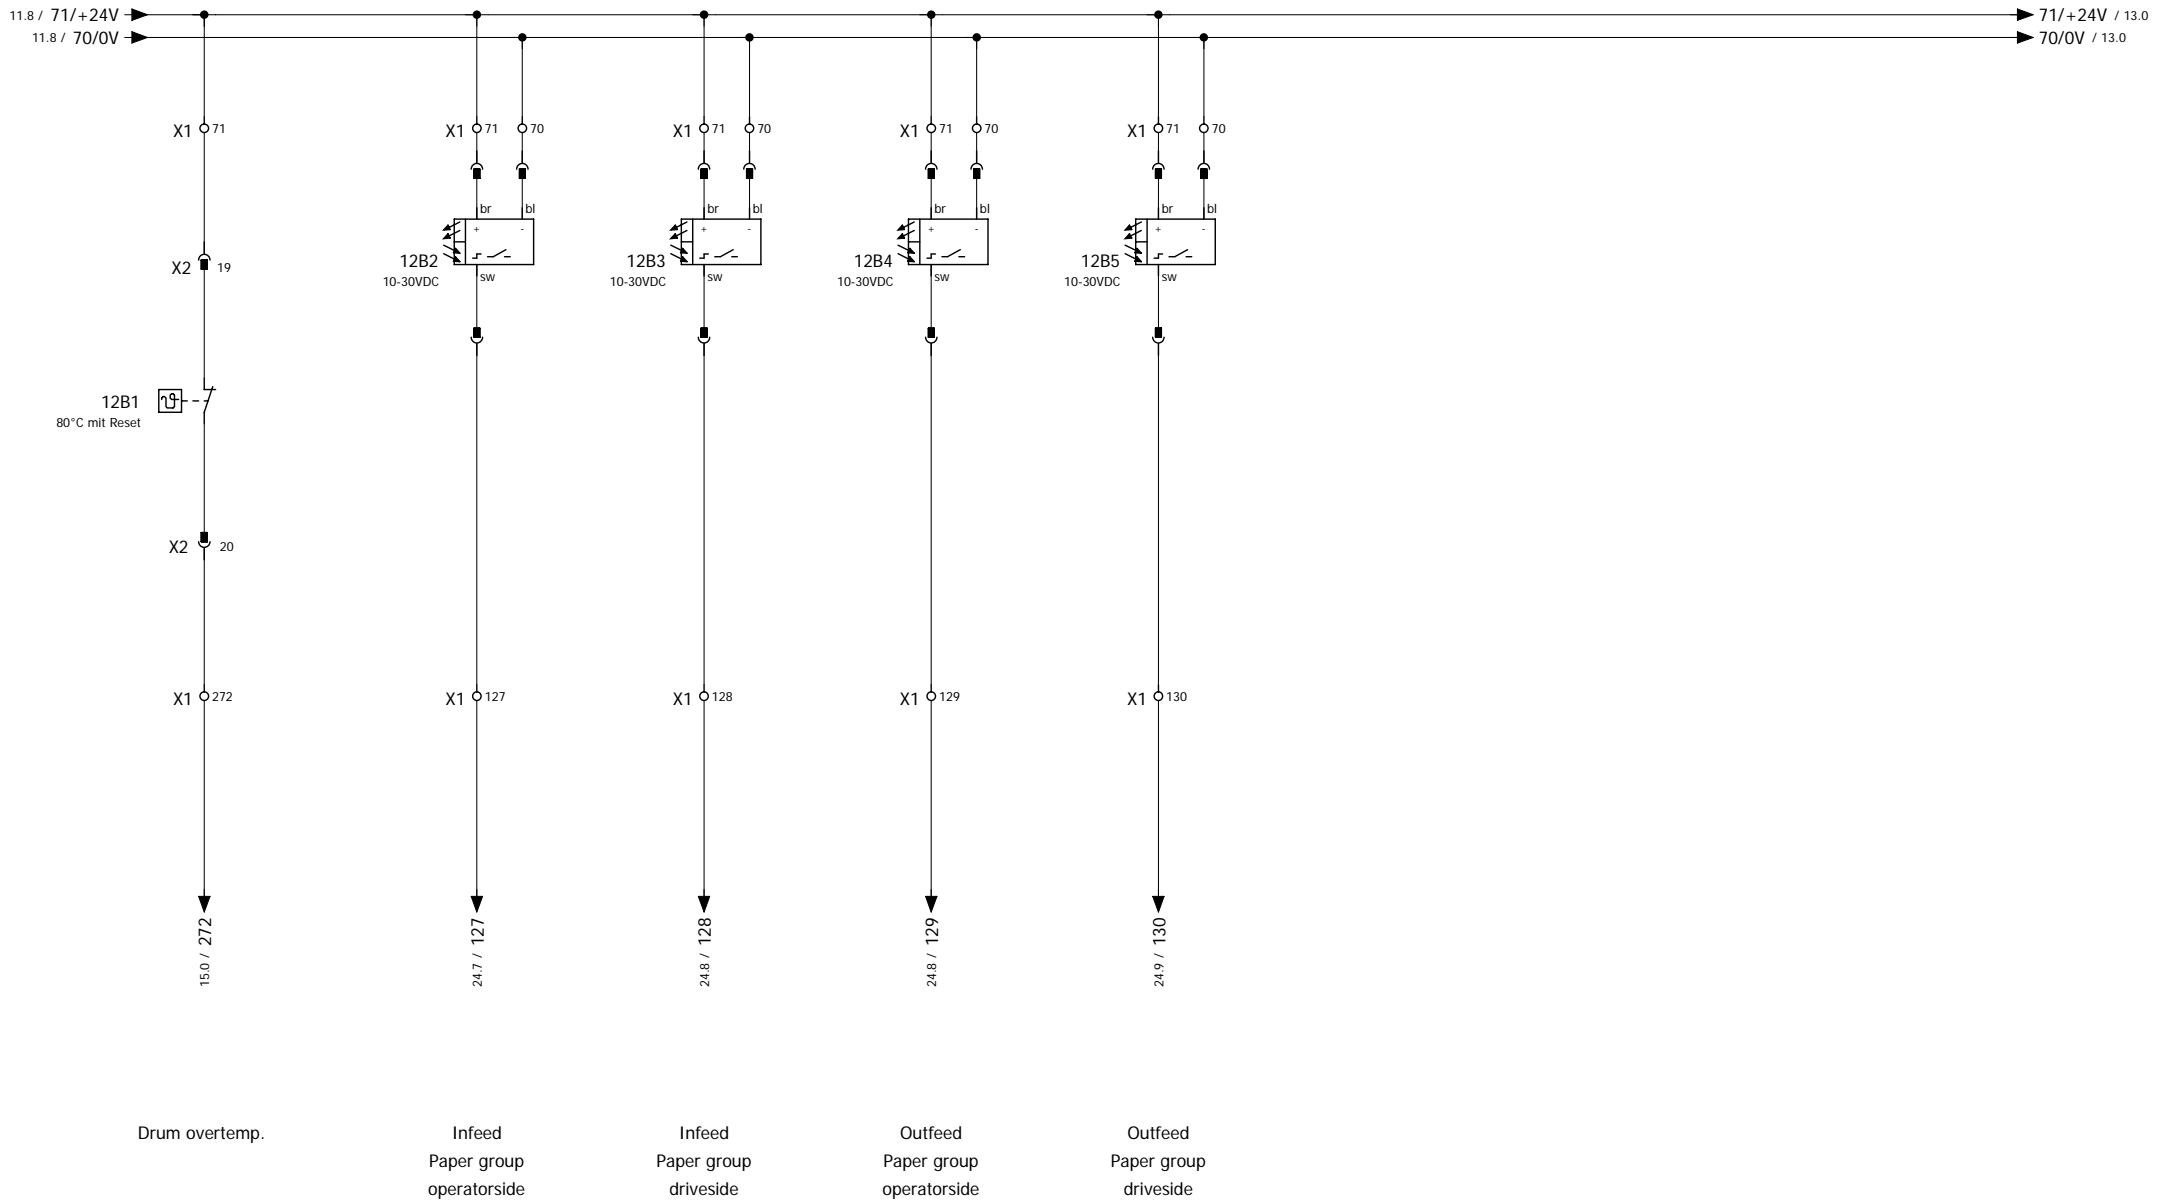 11.8 / 71/+24V 71/+24V / 13.0
11.8 / 70/0V 70/0V / 13.0
X1 71 X1 71 70 X1 71 70 X1 71 70 X1 71 70
br bl br bl br bl br bl
+ - + - + - + -
12B2 12B3 12B4 12B5
X2 19
10-30VDC 10-30VDC 10-30VDC 10-30VDC
sw sw sw sw
12B1
80°C mit Reset
X2 20
X1 272 X1 127 X1 128 X1 129 X1 130
15.0 / 272
24.7 / 127
24.8 / 128
24.8 / 129
24.9 / 130
Drum overtemp.
Infeed
Paper group
operatorside
Infeed
Paper group
driveside
Outfeed
Paper group
operatorside
Outfeed
Paper group
driveside